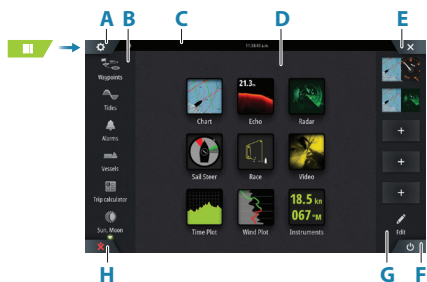 A B C D E
11:38:40 a.m.
Waypoints
Tides
Alarms
Vessels
Trip calculator
Sun, Moon
21.3
Chart Echo Radar
Sail Steer Race Video
18.5 kn
067 °M
Time Plot Wind Plot Instruments
+
+
+
Edit
H G F